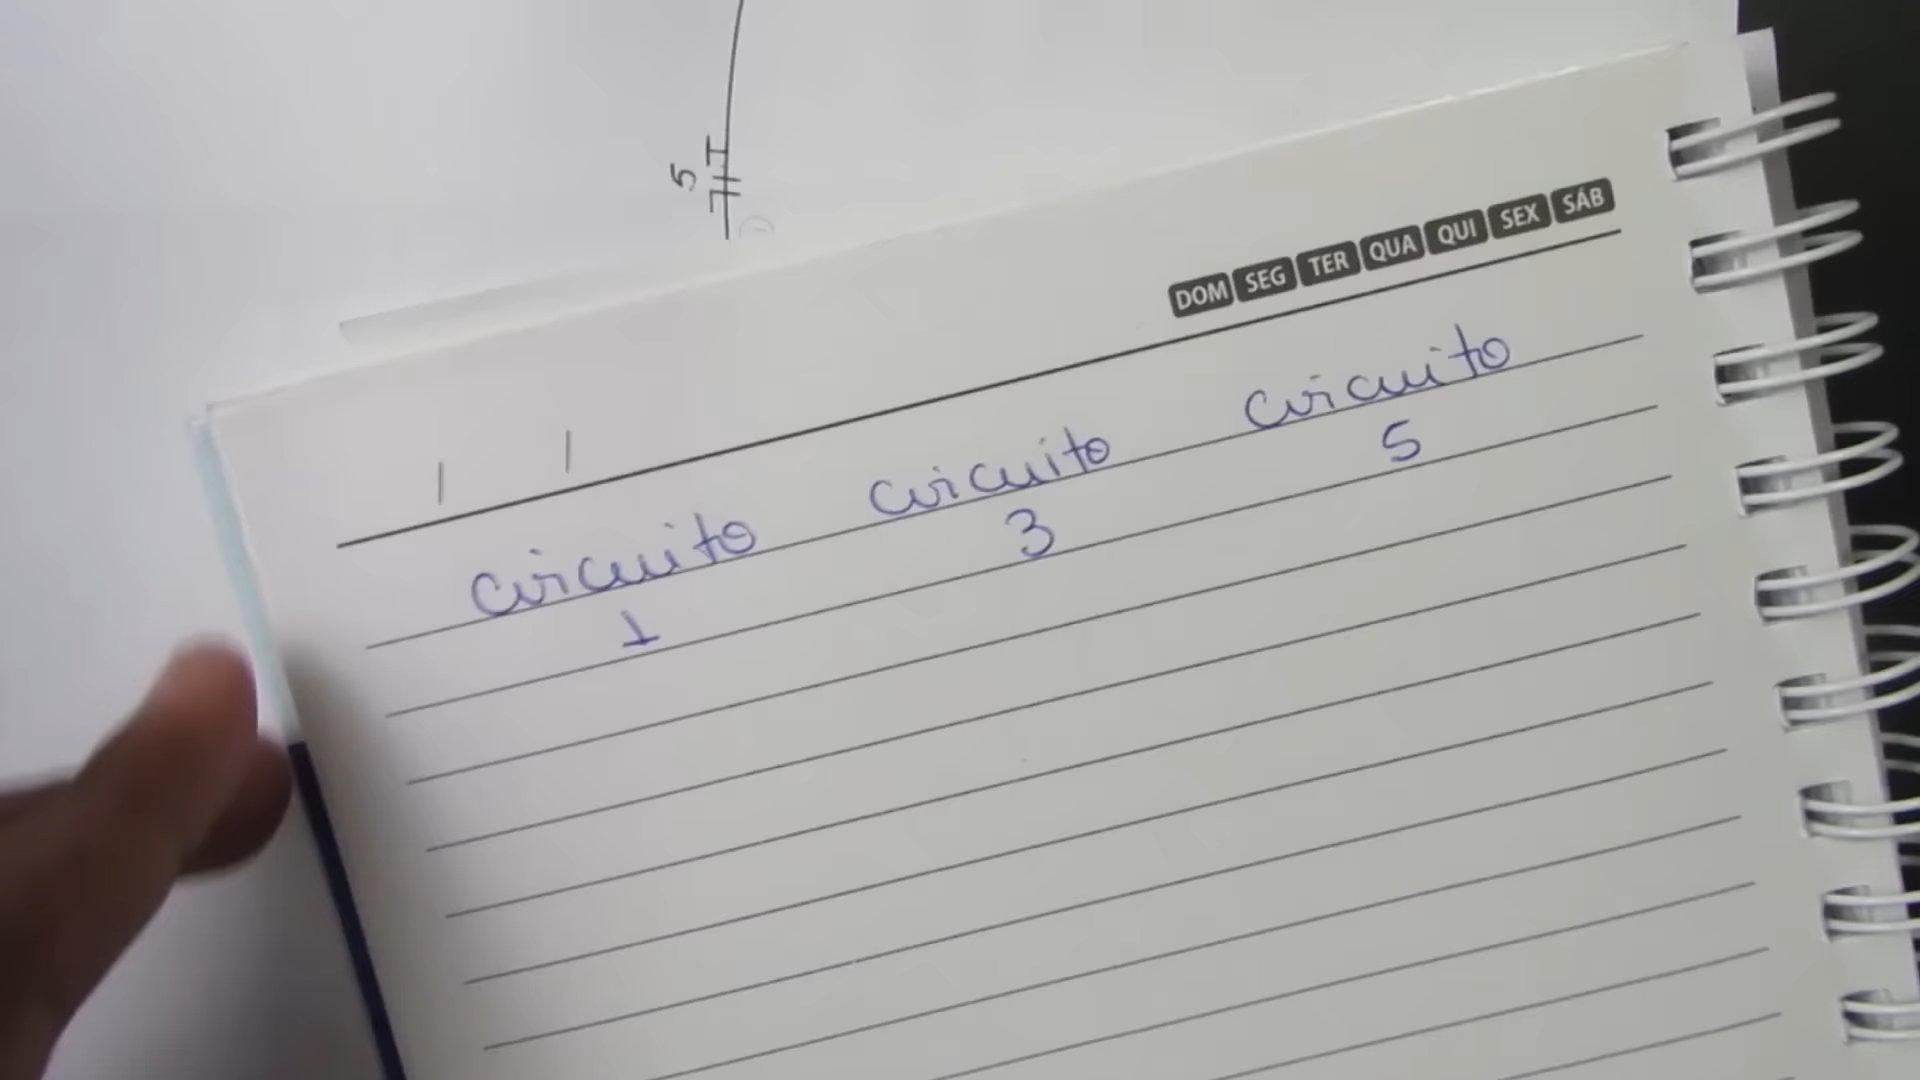 5
DOM SEG TER QUA QUI SEX SÁB
circuito circuito circuito
1 3 5